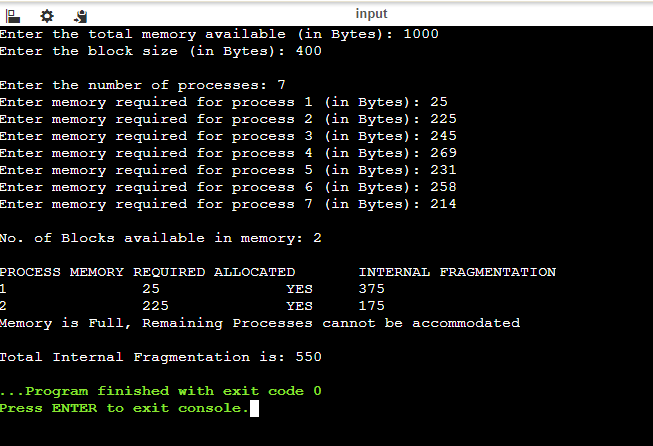 input
Enter the total memory available (in Bytes): 1000
Enter the block size (in Bytes): 400
Enter the number of processes: 7
Enter memory required for process 1 (in Bytes): 25
Enter memory required for process 2 (in Bytes): 225
Enter memory required for process 3 (in Bytes): 245
Enter memory required for process 4 (in Bytes): 269
Enter memory required for process 5 (in Bytes): 231
Enter memory required for process 6 (in Bytes): 258
Enter memory required for process 7 (in Bytes): 214
No. of Blocks available in memory: 2
PROCESS MEMORY REQUIRED ALLOCATED INTERNAL FRAGMENTATION
1 25 YES 375
2 225 YES 175
Memory is Full, Remaining Processes cannot be accommodated
Total Internal Fragmentation is: 550
...Program finished with exit code 0
Press ENTER to exit console.